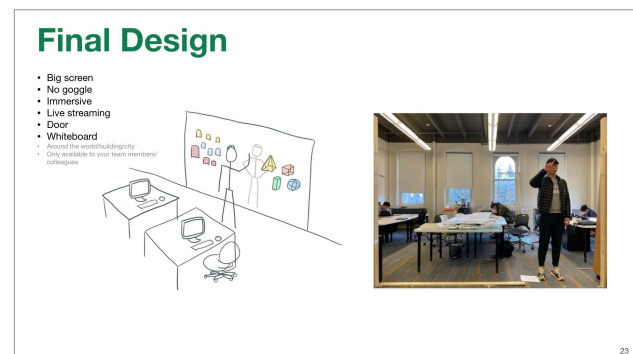 Final Design
• Big screen
• No goggle
• Immersive
• Live streaming
• Door
• Whiteboard
• Around the world/building/city
• Only available to your team members/
colleagues
23